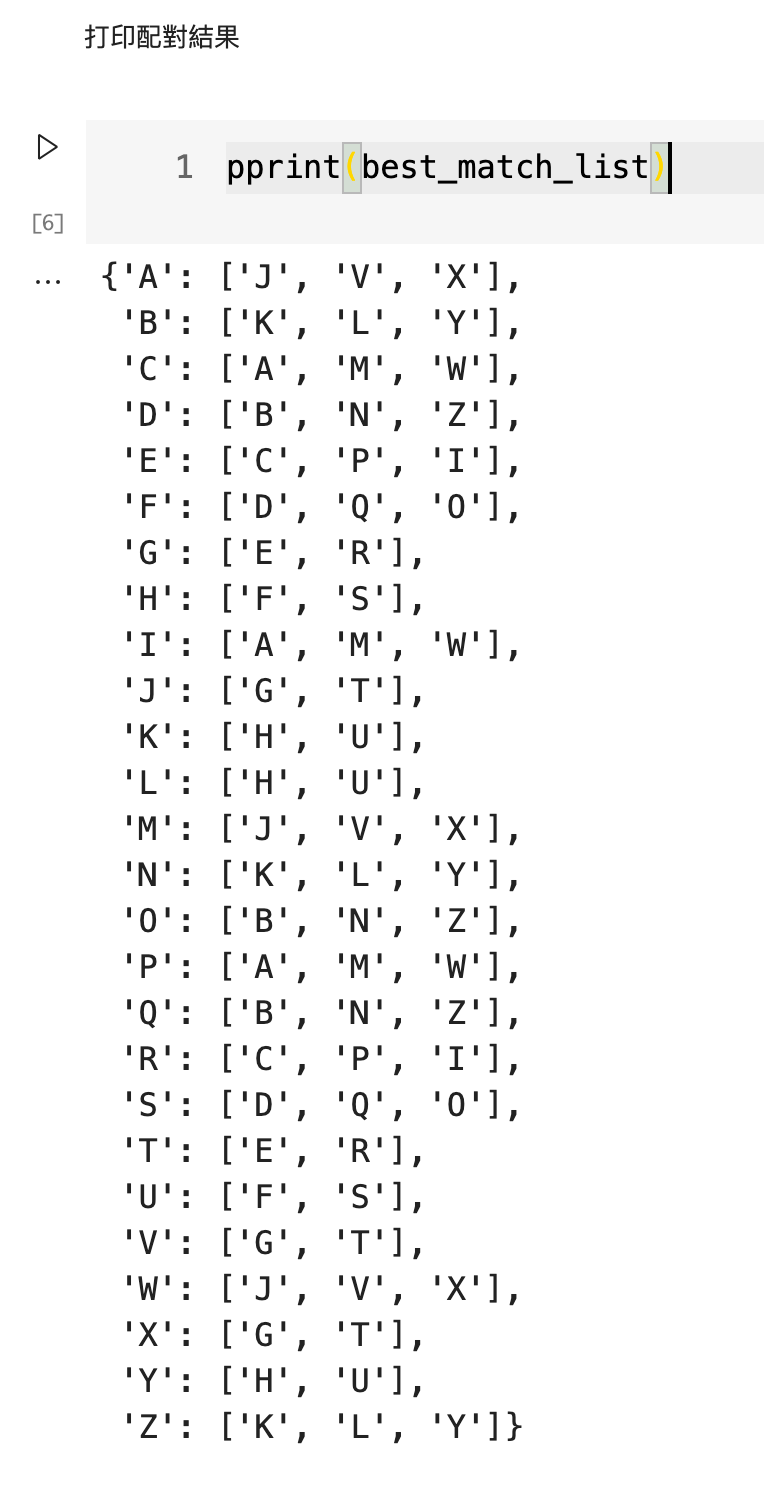 打印配對結果
1 pprint(best_match_list)
[6]
... {'A': ['J', 'V', 'X'],
'B': ['K', 'L', 'Y'],
'C': ['A', 'M', 'W'],
'D': ['B', 'N', 'Z'],
'E': ['C', 'P', 'I'],
'F': ['D', 'Q', 'O'],
'G': ['E', 'R'],
'H': ['F', 'S'],
'I': ['A', 'M', 'W'],
'J': ['G', 'T'],
'K': ['H', 'U'],
'L': ['H', 'U'],
'M': ['J', 'V', 'X'],
'N': ['K', 'L', 'Y'],
'O': ['B', 'N', 'Z'],
'P': ['A', 'M', 'W'],
'Q': ['B', 'N', 'Z'],
'R': ['C', 'P', 'I'],
'S': ['D', 'Q', 'O'],
'T': ['E', 'R'],
'U': ['F', 'S'],
'V': ['G', 'T'],
'W': ['J', 'V', 'X'],
'X': ['G', 'T'],
'Y': ['H', 'U'],
'Z': ['K', 'L', 'Y']}